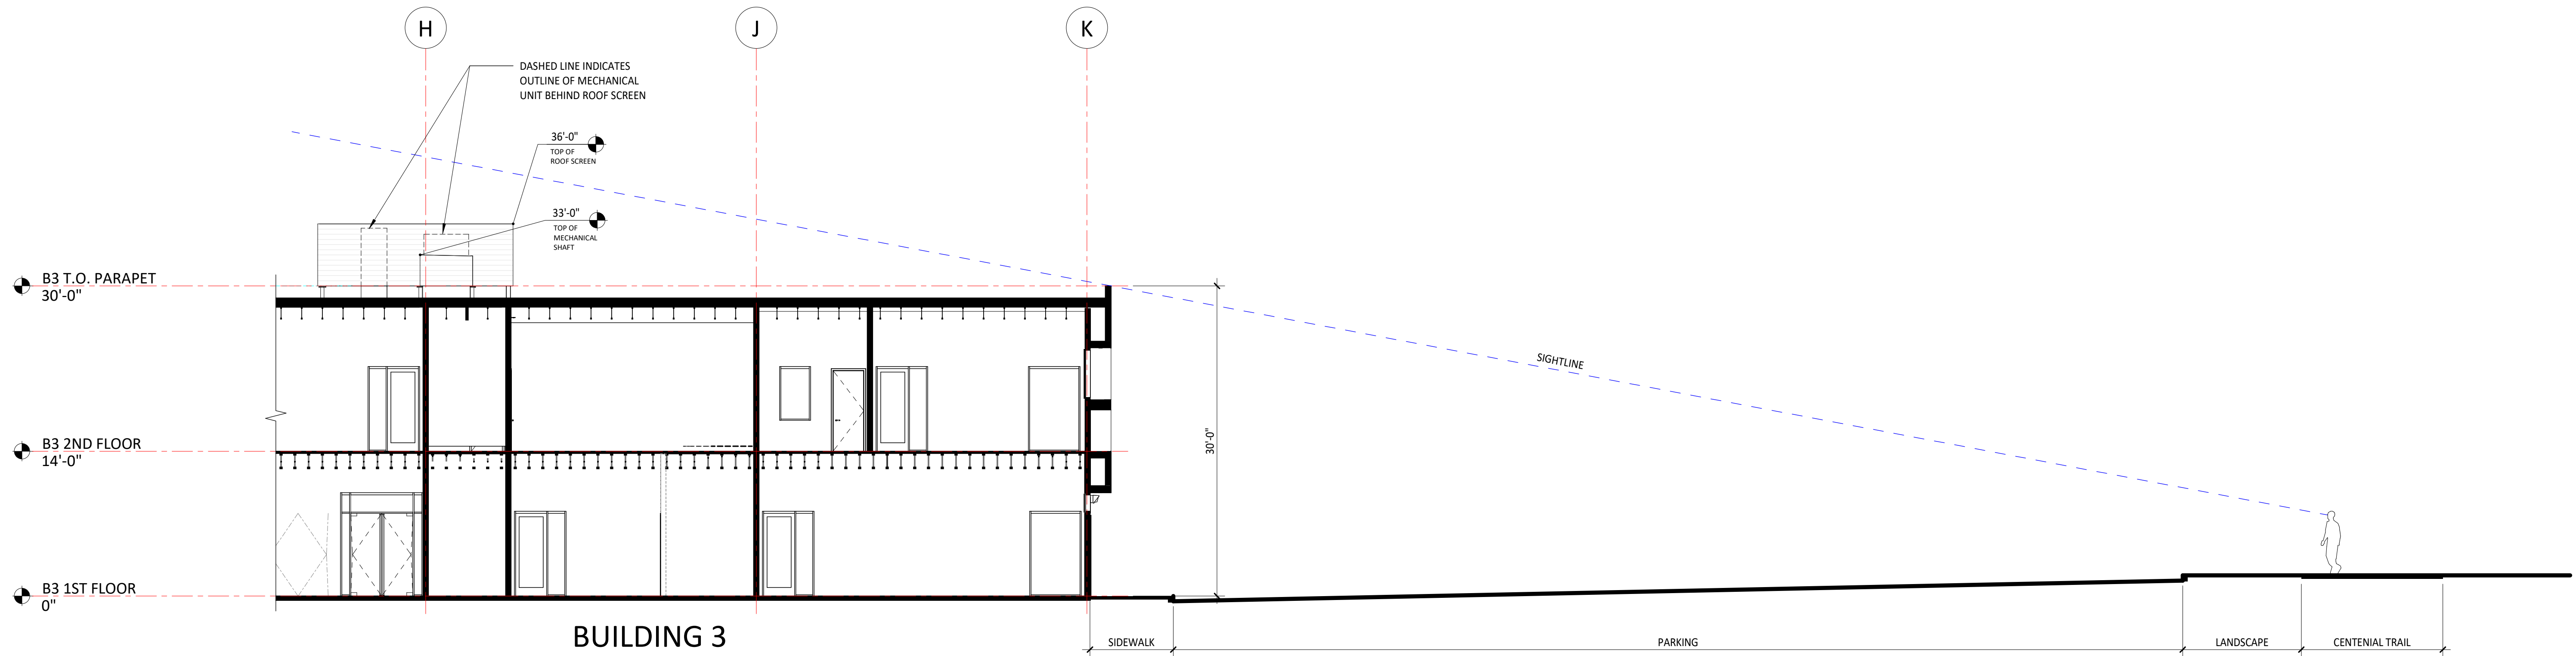 H
J
K
DASHED LINE INDICATES
OUTLINE OF MECHANICAL
UNIT BEHIND ROOF SCREEN
36'-0"
TOP OF
ROOF SCREEN
33'-0"
TOP OF
MECHANICAL
SHAFT
B3 T.O. PARAPET
30'-0"
SIGHTLINE
30'-0"
B3 2ND FLOOR
14'-0"
B3 1ST FLOOR
0"
BUILDING 3
SIDEWALK
PARKING
LANDSCAPE
CENTENIAL TRAIL